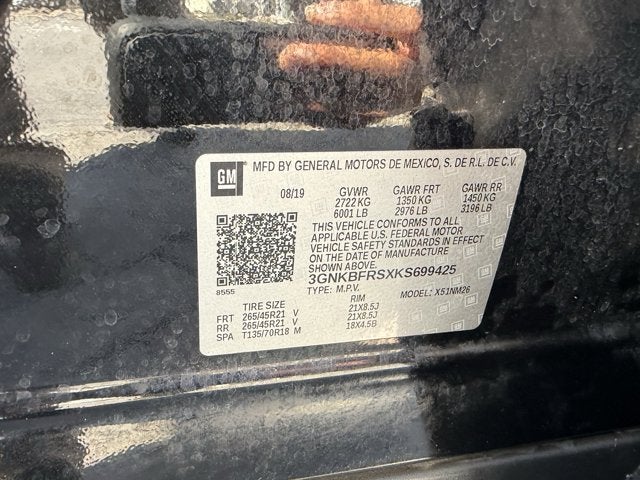 GM MFD BY GENERAL MOTORS DE MEXICO, S. DE R.L. DE C.V.
08/19 GVWR GAWR FRT GAWR RR
2722 KG 1350 KG 1450 KG
6001 LB 2976 LB 3196 LB
THIS VEHICLE CONFORMS TO ALL
APPLICABLE U.S. FEDERAL MOTOR
VEHICLE SAFETY STANDARDS IN EFFECT
ON THE DATE OF MANUFACTURE SHOWN ABOVE.
3GNKBFRSXKS699425
8555 TYPE: M.P.V. MODEL: X51NM26
TIRE SIZE RIM
FRT 265/45R21 V 21X8.5J
RR 265/45R21 V 21X8.5J
SPA T135/70R18 M 18X4.5B